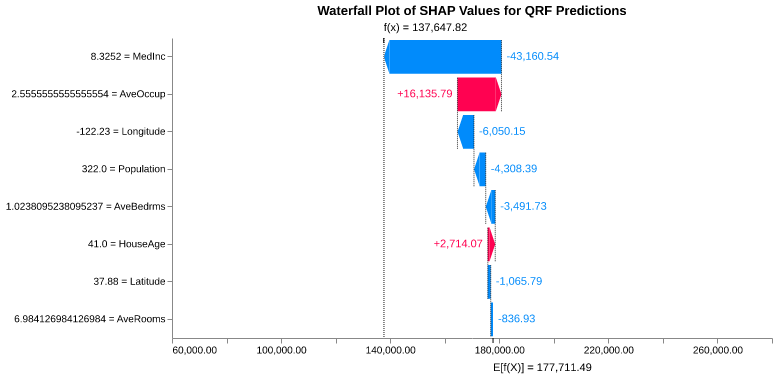 Waterfall Plot of SHAP Values for QRF Predictions
f(x) = 137,647.82
8.3252 = MedInc
-43,160.54
2.5555555555555554 = AveOccup
+16,135.79
-122.23 = Longitude
-6,050.15
322.0 = Population
-4,308.39
1.0238095238095237 = AveBedrms
-3,491.73
41.0 = HouseAge
+2,714.07
37.88 = Latitude
-1,065.79
6.984126984126984 = AveRooms
-836.93
60,000.00 100,000.00 140,000.00 180,000.00 220,000.00 260,000.00
E[f(X)] = 177,711.49